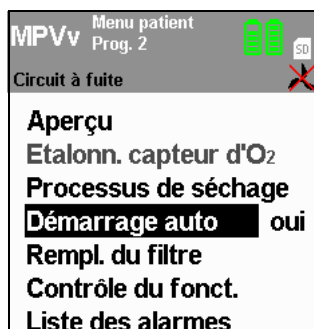 MPVv Menu patient
Prog. 2
SD
Circuit à fuite
Aperçu
Etalonn. capteur d'O2
Processus de séchage
Démarrage auto oui
Rempl. du filtre
Contrôle du fonct.
Liste des alarmes